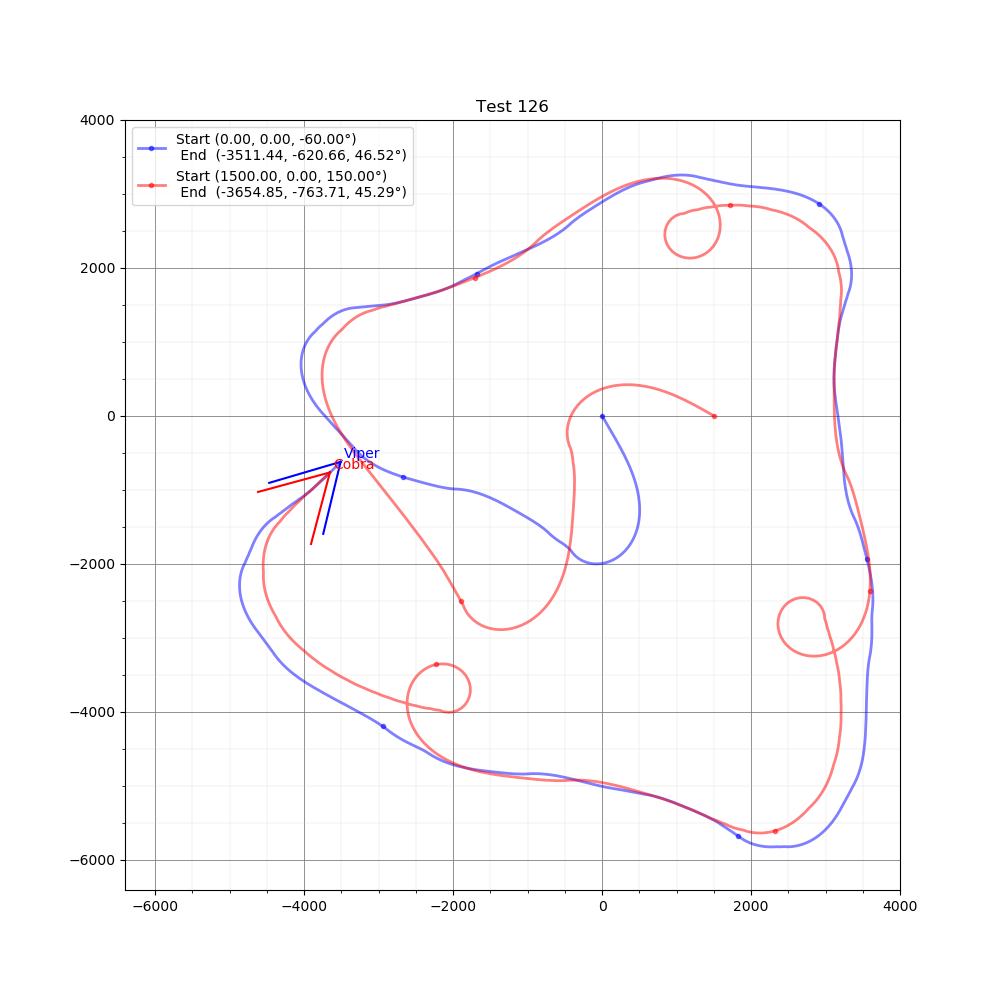 Test 126
Start (0.00, 0.00, -60.00°)
End (-3511.44, -620.66, 46.52°)
Start (1500.00, 0.00, 150.00°)
End (-3654.85, -763.71, 45.29°)
4000
2000
0
−2000
−4000
−6000
Viper
Cobra
−6000 −4000 −2000 0 2000 4000